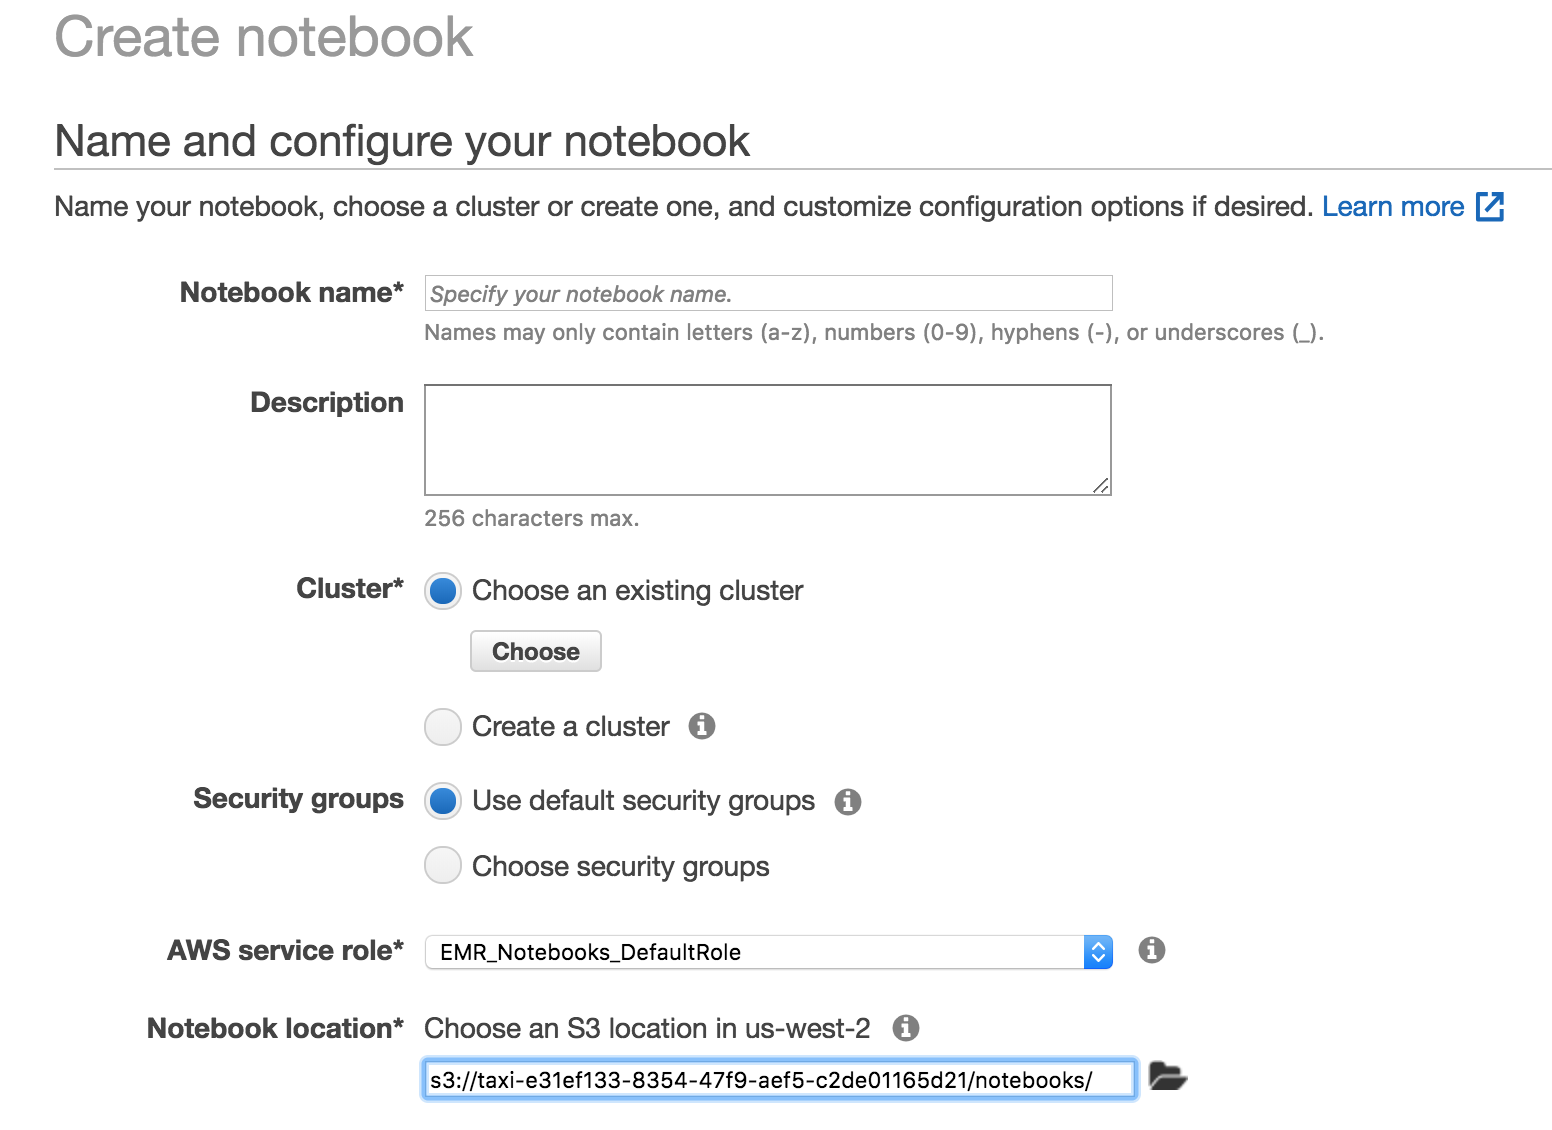 Create notebook
Name and configure your notebook
Name your notebook, choose a cluster or create one, and customize configuration options if desired. Learn more
Notebook name*
Specify your notebook name.
Names may only contain letters (a-z), numbers (0-9), hyphens (-), or underscores (_).
Description
256 characters max.
Cluster*
Choose an existing cluster
Choose
Create a cluster
Security groups
Use default security groups
Choose security groups
AWS service role*
EMR_Notebooks_DefaultRole
Notebook location*
Choose an S3 location in us-west-2
s3://taxi-e31ef133-8354-47f9-aef5-c2de01165d21/notebooks/